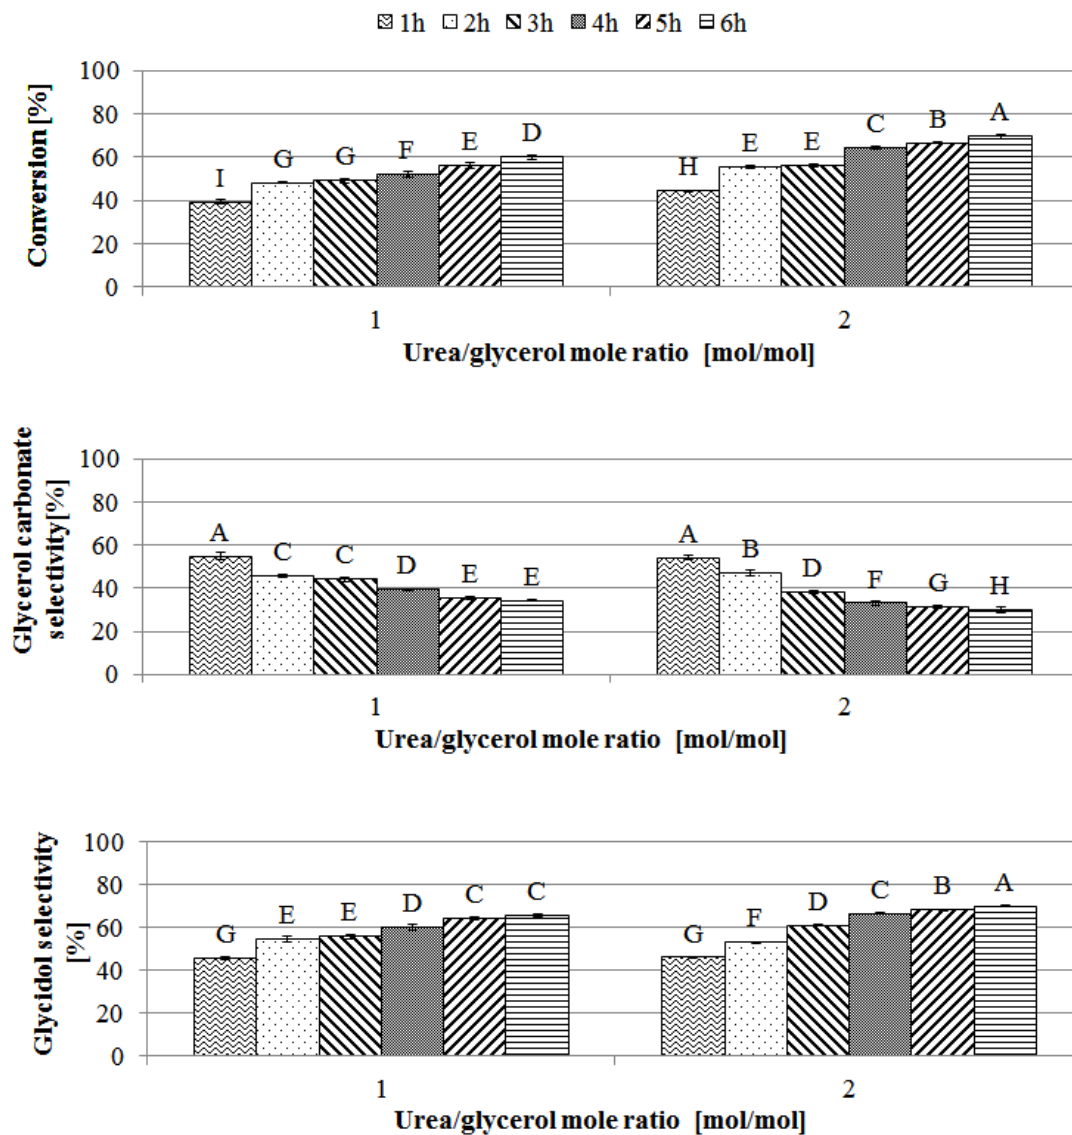 1h 2h 3h 4h 5h 6h
Conversion [%]
100
80
60
40
20
0
I G G F E D H E E C B A
1 2
Urea/glycerol mole ratio [mol/mol]
Glycerol carbonate
selectivity[%]
100
80
60
40
20
0
A C C D E E A B D F G H
1 2
Urea/glycerol mole ratio [mol/mol]
Glycidol selectivity
[%]
100
80
60
40
20
0
G E E D C C G F D C B A
1 2
Urea/glycerol mole ratio [mol/mol]